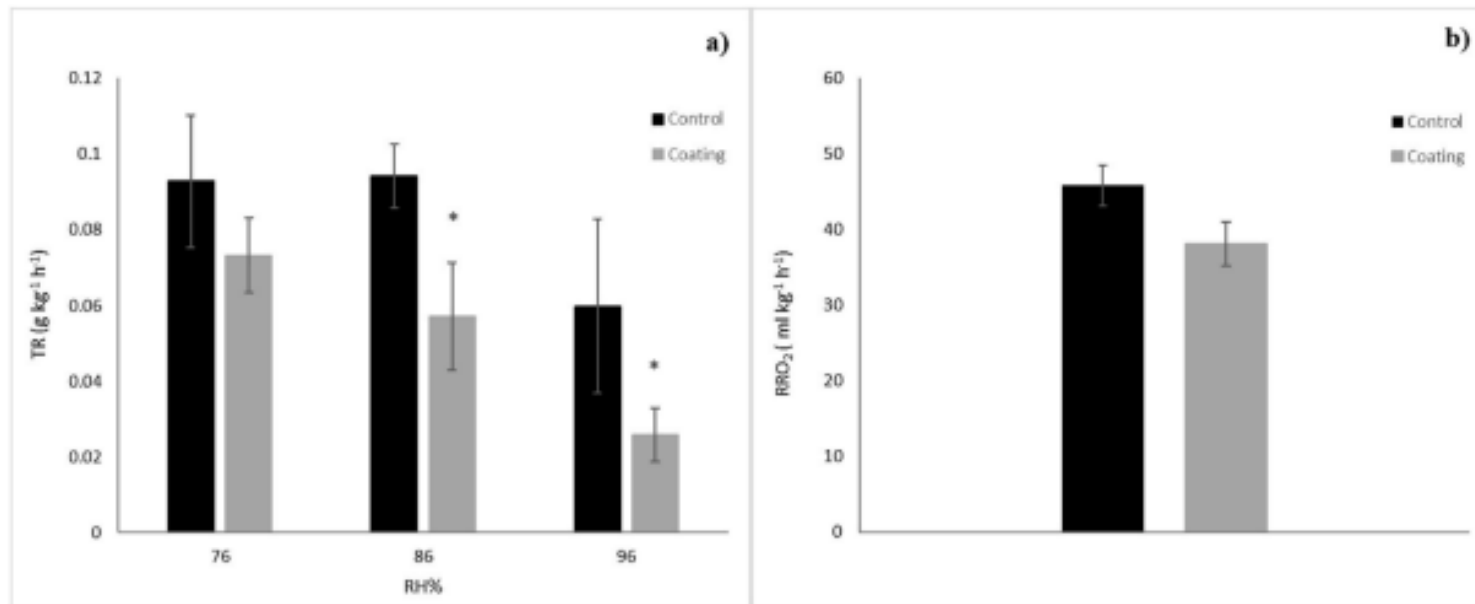 a)
0.12
0.1
0.08
0.06
0.04
0.02
0
TR (g kg⁻¹ h⁻¹)
Control
Coating
*
*
76 86 96
RH%
b)
60
50
40
30
20
10
0
RRO₂ ( ml kg⁻¹ h⁻¹)
Control
Coating